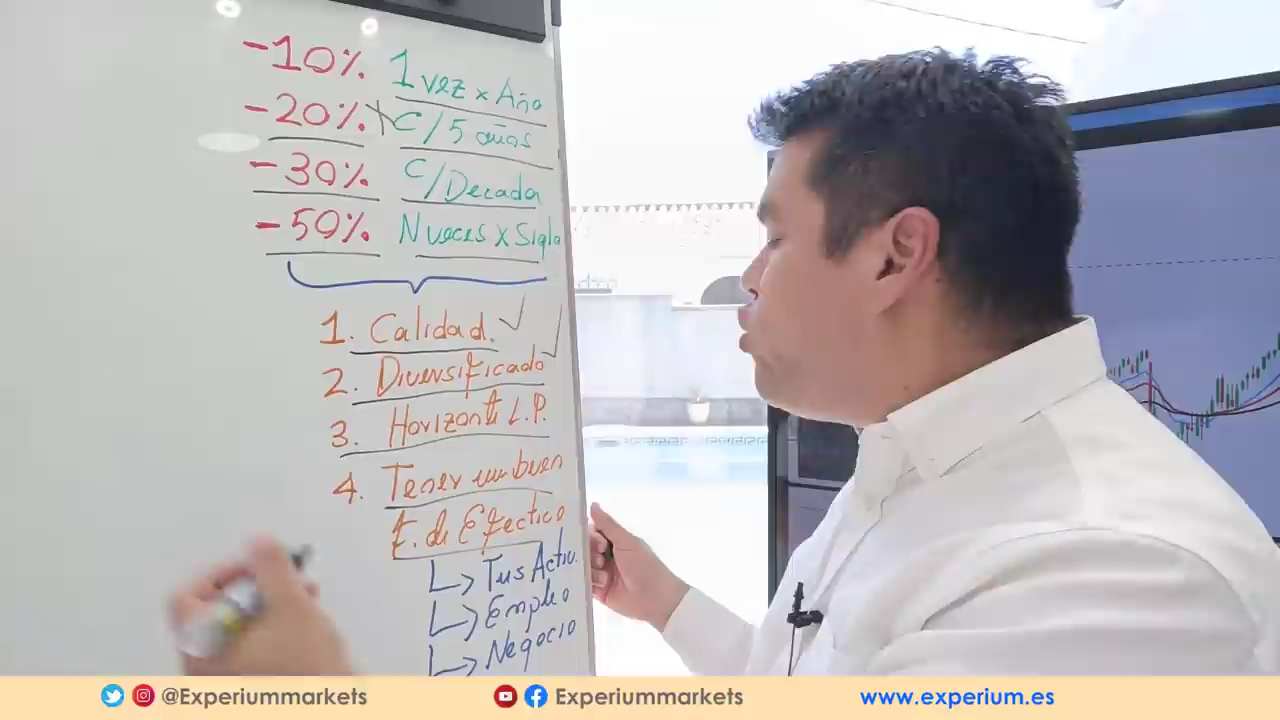 -10% 1 vez x Año
-20% C/5 años
-30% C/Decada
-50% N veces x Siglo
1. Calidad.
2. Diversificado
3. Horizonte L.P.
4. Tener un buen
F. de Efectivo
Tus Activ.
Empleo
Negocio
@Experiummarkets Experiummarkets www.experium.es